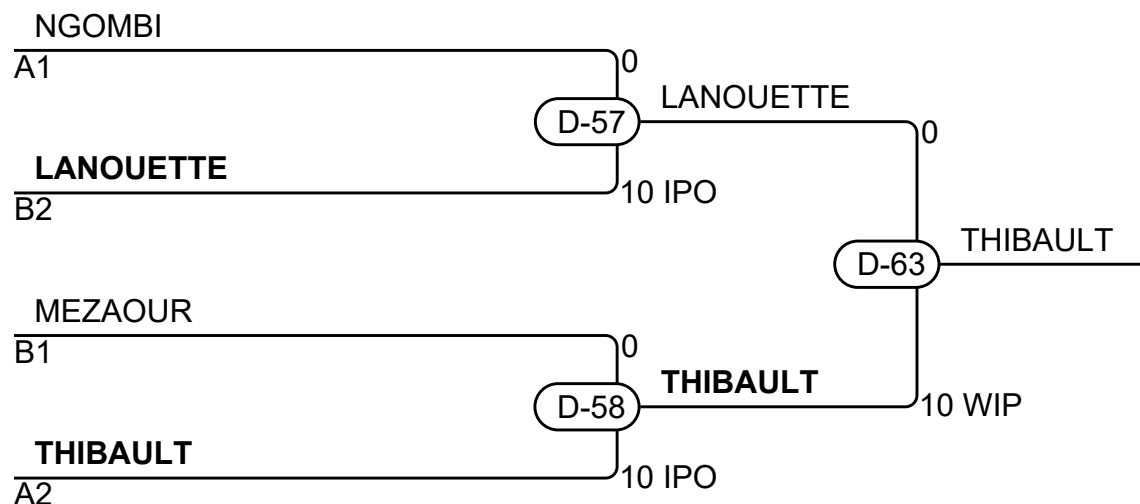 NGOMBI
A1
0
D-57
LANOUETTE
0
LANOUETTE
B2
10 IPO
D-63
THIBAULT
MEZAOUR
B1
0
D-58
THIBAULT
10 WIP
THIBAULT
A2
10 IPO